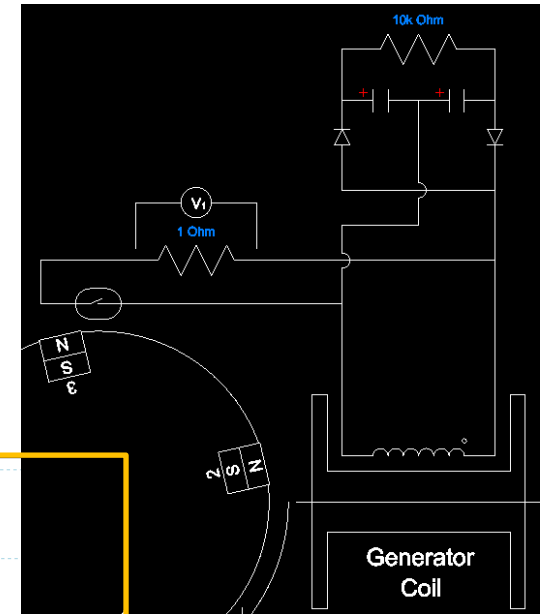 10k Ohm
+ +
V1
1 Ohm
N
S
3
2 S N
Generator
Coil